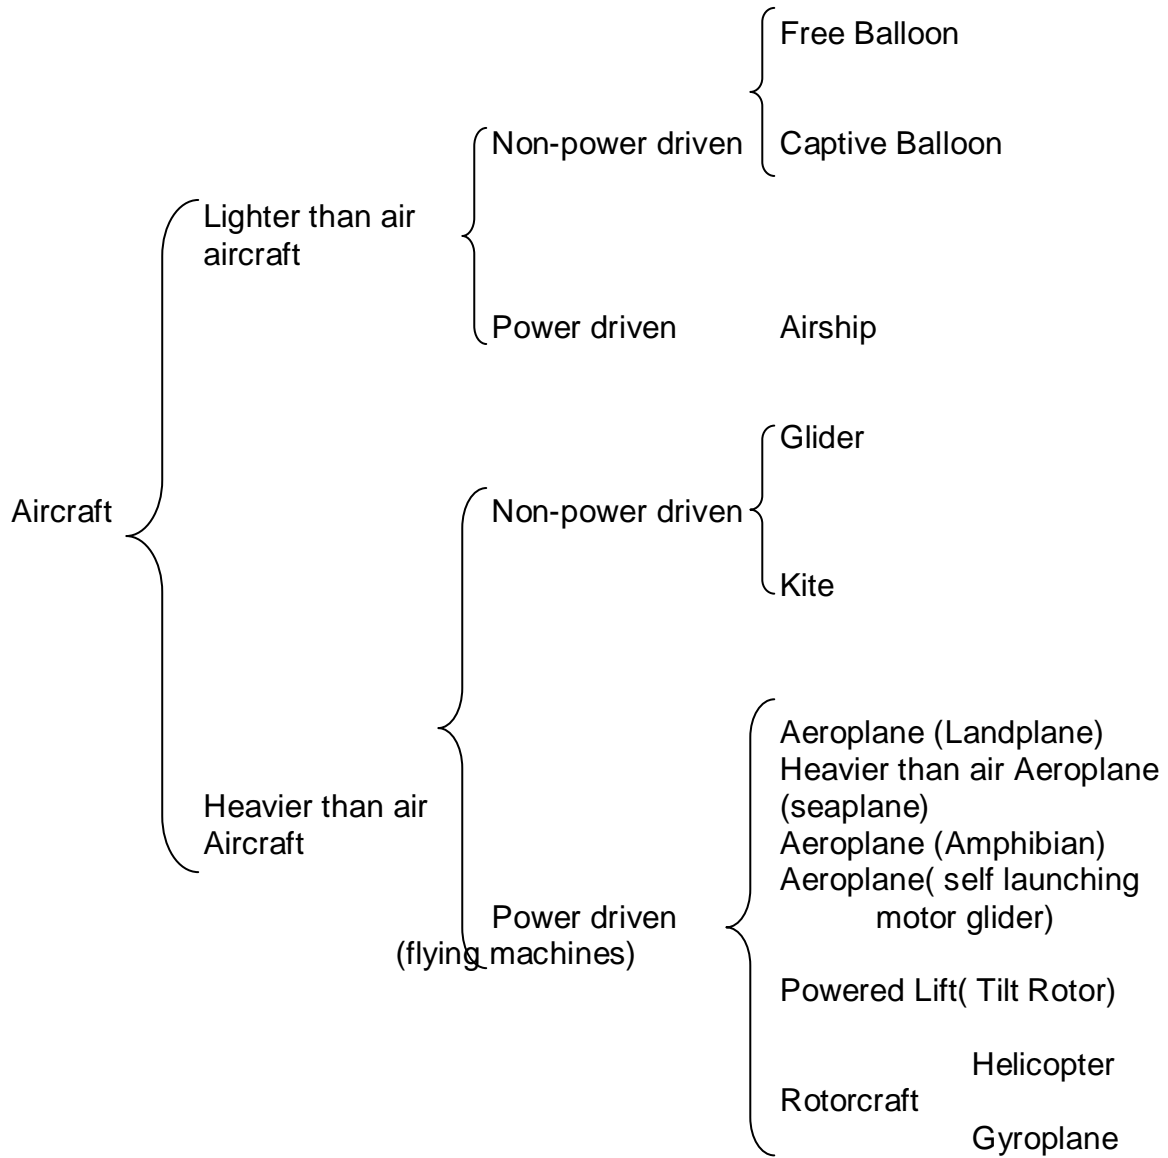 Free Balloon
Non-power driven
Captive Balloon
Lighter than air
aircraft
Power driven
Airship
Glider
Aircraft
Non-power driven
Kite
Aeroplane (Landplane)
Heavier than air Aeroplane
(seaplane)
Heavier than air
Aircraft
Aeroplane (Amphibian)
Aeroplane( self launching
motor glider)
Power driven
(flying machines)
Powered Lift( Tilt Rotor)
Helicopter
Rotorcraft
Gyroplane